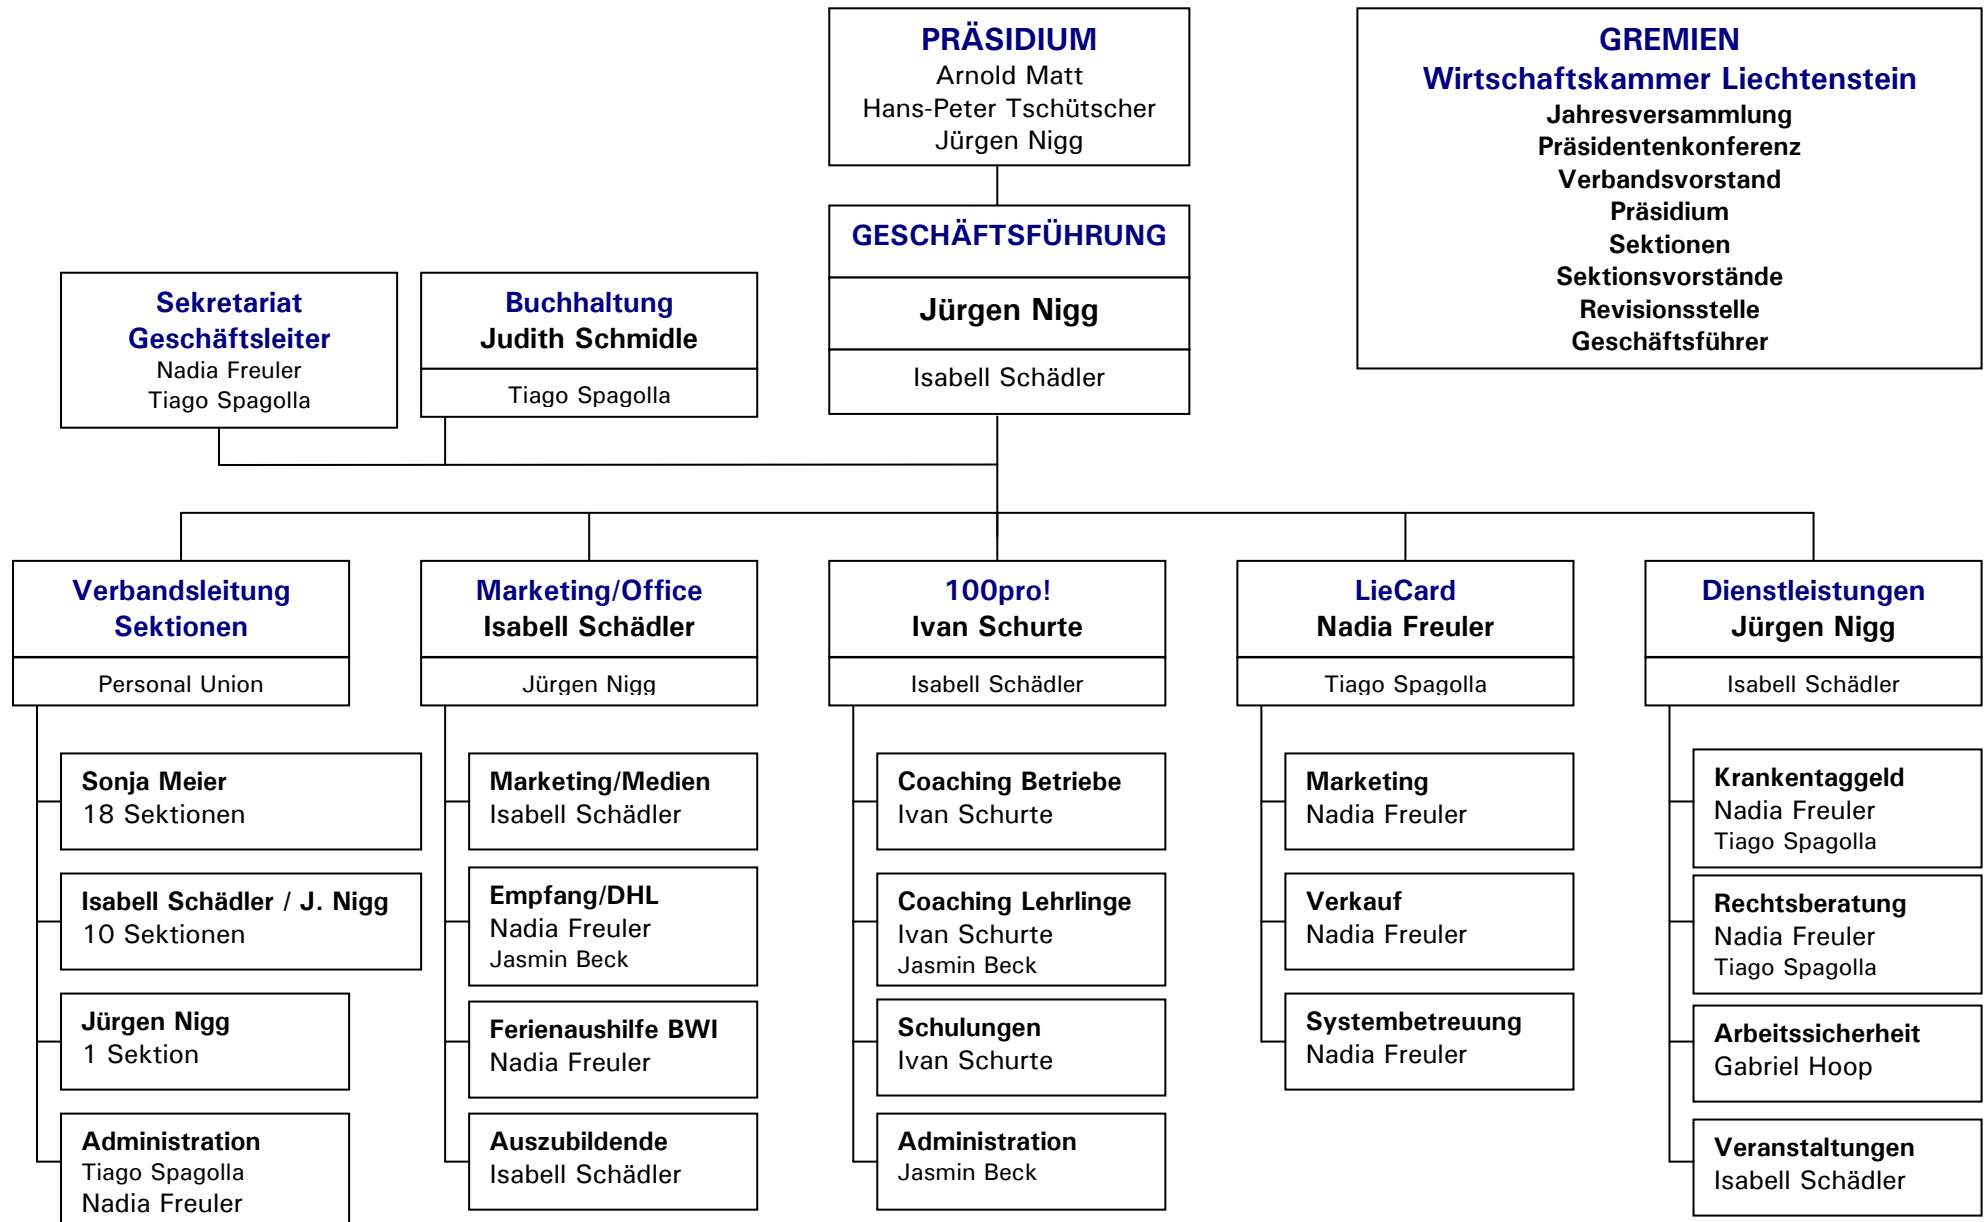 PRÄSIDIUM
Arnold Matt
Hans-Peter Tschütscher
Jürgen Nigg
GREMIEN
Wirtschaftskammer Liechtenstein
Jahresversammlung
Präsidentenkonferenz
Verbandsvorstand
Präsidium
Sektionen
Sektionsvorstände
Revisionsstelle
Geschäftsführer
GESCHÄFTSFÜHRUNG
Jürgen Nigg
Isabell Schädler
Sekretariat
Geschäftsleiter
Nadia Freuler
Tiago Spagolla
Buchhaltung
Judith Schmidle
Tiago Spagolla
Verbandsleitung
Sektionen
Personal Union
Sonja Meier
18 Sektionen
Isabell Schädler / J. Nigg
10 Sektionen
Jürgen Nigg
1 Sektion
Administration
Tiago Spagolla
Nadia Freuler
Marketing/Office
Isabell Schädler
Jürgen Nigg
Marketing/Medien
Isabell Schädler
Empfang/DHL
Nadia Freuler
Jasmin Beck
Ferienaushilfe BWI
Nadia Freuler
Auszubildende
Isabell Schädler
100pro!
Ivan Schurte
Isabell Schädler
Coaching Betriebe
Ivan Schurte
Coaching Lehrlinge
Ivan Schurte
Jasmin Beck
Schulungen
Ivan Schurte
Administration
Jasmin Beck
LieCard
Nadia Freuler
Tiago Spagolla
Marketing
Nadia Freuler
Verkauf
Nadia Freuler
Systembetreuung
Nadia Freuler
Dienstleistungen
Jürgen Nigg
Isabell Schädler
Krankentaggeld
Nadia Freuler
Tiago Spagolla
Rechtsberatung
Nadia Freuler
Tiago Spagolla
Arbeitssicherheit
Gabriel Hoop
Veranstaltungen
Isabell Schädler